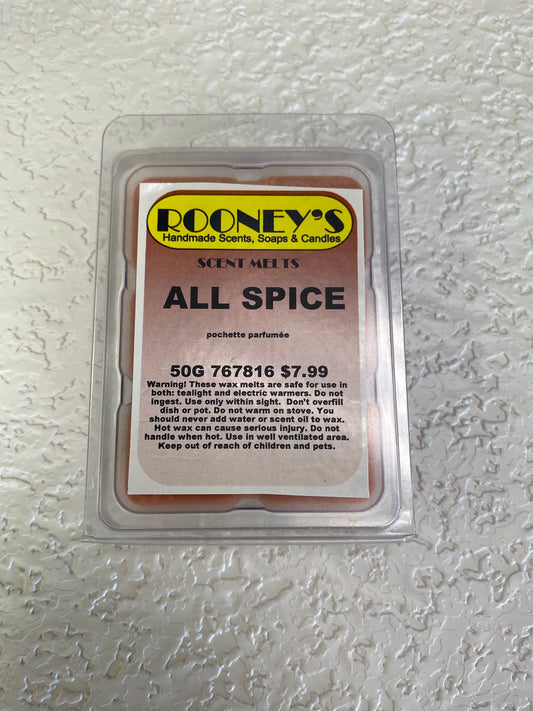 ROONEY'S
Handmade Scents, Soaps & Candles
SCENT MELTS
ALL SPICE
pochette parfumée
50G 767816 $7.99
Warning! These wax melts are safe for use in
both: tealight and electric warmers. Do not
ingest. Use only within sight. Don't overfill
dish or pot. Do not warm on stove. You
should never add water or scent oil to wax.
Hot wax can cause serious injury. Do not
handle when hot. Use in well ventilated area.
Keep out of reach of children and pets.